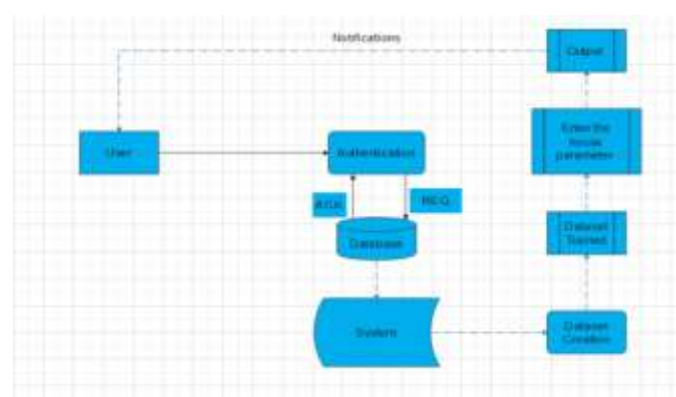 Notifications
Output
Enter the
house
parameter
User
Authentication
ACK
REQ
Database
Dataset
Trained
System
Dataset
Creation